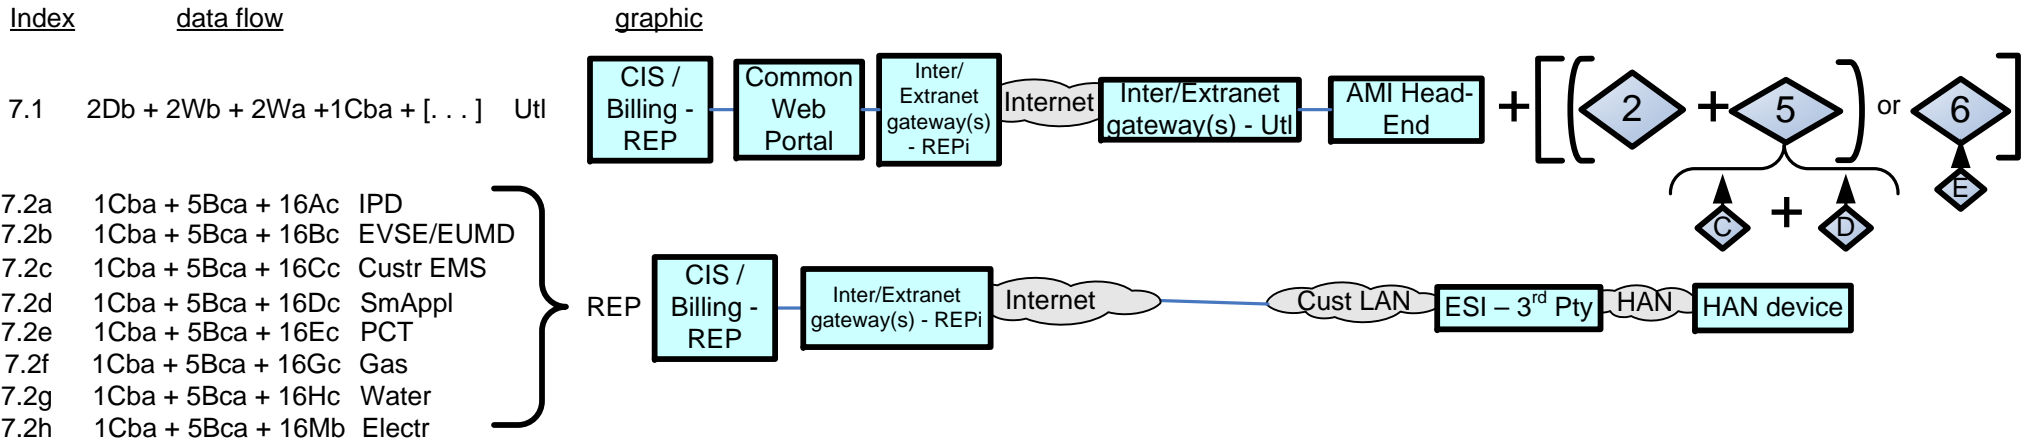 Index data flow graphic
7.1 2Db + 2Wb + 2Wa +1Cba + [. . . ] Utl
CIS /
Billing -
REP
Common
Web
Portal
Inter/
Extranet
gateway(s)
- REPi
Internet
Inter/Extranet
gateway(s) - Utl
AMI Head-
End
+ [ ( 2 + 5 ) or 6 ]
C + D
E
7.2a 1Cba + 5Bca + 16Ac IPD
7.2b 1Cba + 5Bca + 16Bc EVSE/EUMD
7.2c 1Cba + 5Bca + 16Cc Custr EMS
7.2d 1Cba + 5Bca + 16Dc SmAppl
7.2e 1Cba + 5Bca + 16Ec PCT
7.2f 1Cba + 5Bca + 16Gc Gas
7.2g 1Cba + 5Bca + 16Hc Water
7.2h 1Cba + 5Bca + 16Mb Electr
REP
CIS /
Billing -
REP
Inter/Extranet
gateway(s) - REPi
Internet
Cust LAN
ESI – 3rd Pty
HAN
HAN device